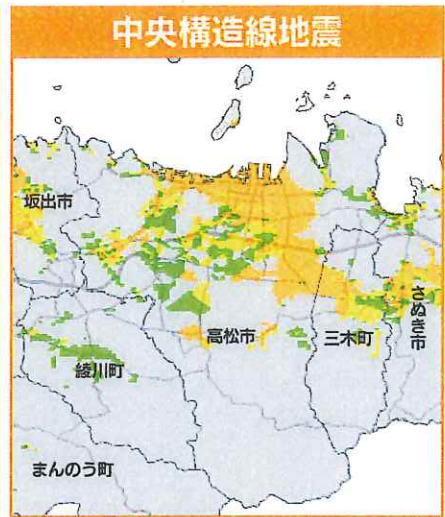 中央構造線地震
坂出市
高松市
三木町
さぬき市
綾川町
まんのう町